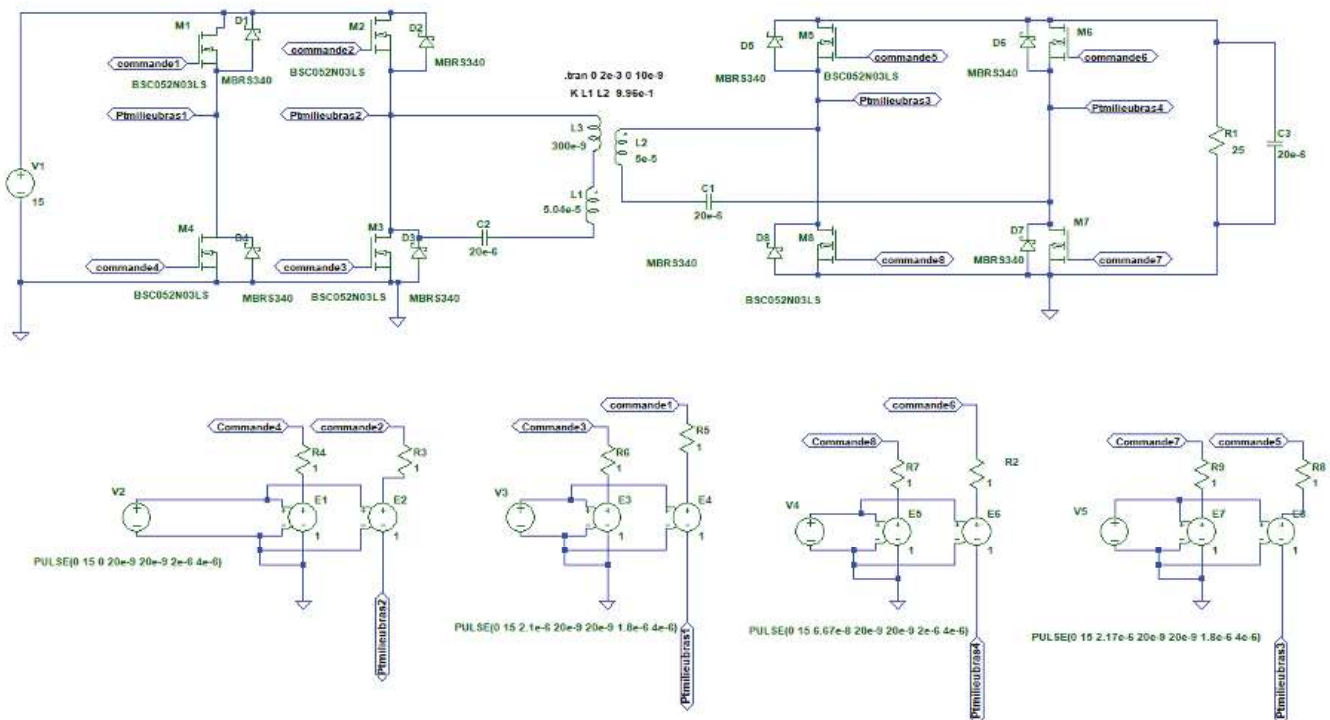 M1
D1
M2
D2
commande1
commande2
BSC052N03LS
MBRS340
BSC052N03LS
MBRS340
Ptmilieubras1
Ptmilieubras2
V1
15
M4
D4
M3
D3
commande4
commande3
BSC052N03LS
MBRS340
BSC052N03LS
MBRS340
C2
20e-6
.tran 0 2e-3 0 10e-9
K L1 L2 9.96e-1
L3
300e-9
L2
5e-5
L1
5.04e-5
C1
20e-6
D5
M5
D6
M6
commande5
commande6
MBRS340
BSC052N03LS
MBRS340
Ptmilieubras3
Ptmilieubras4
R1
25
C3
20e-6
D8
M8
D7
M7
MBRS340
commande8
commande7
MBRS340
BSC052N03LS
Commande4
commande2
R4
1
R3
1
V2
E1
1
E2
1
PULSE(0 15 0 20e-9 20e-9 2e-6 4e-6)
Ptmilieubras2
commande1
Commande3
R5
1
R6
1
V3
E3
1
E4
1
PULSE(0 15 2.1e-6 20e-9 20e-9 1.8e-6 4e-6)
Ptmilieubras1
commande6
Commande8
R7
1
R2
1
V4
E5
1
E6
1
PULSE(0 15 6.67e-8 20e-9 20e-9 2e-6 4e-6)
Ptmilieubras4
Commande7
commande5
R9
1
R8
1
V5
E7
1
E8
1
PULSE(0 15 2.17e-6 20e-9 20e-9 1.8e-6 4e-6)
Ptmilieubras3